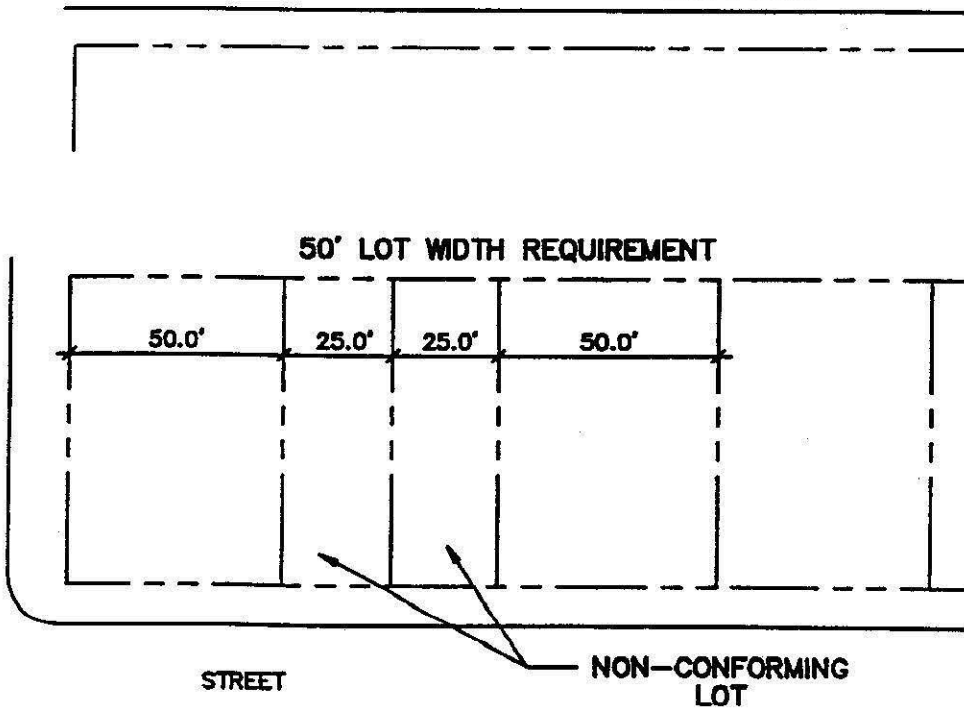 50' LOT WIDTH REQUIREMENT
50.0' 25.0' 25.0' 50.0'
NON-CONFORMING
LOT
STREET